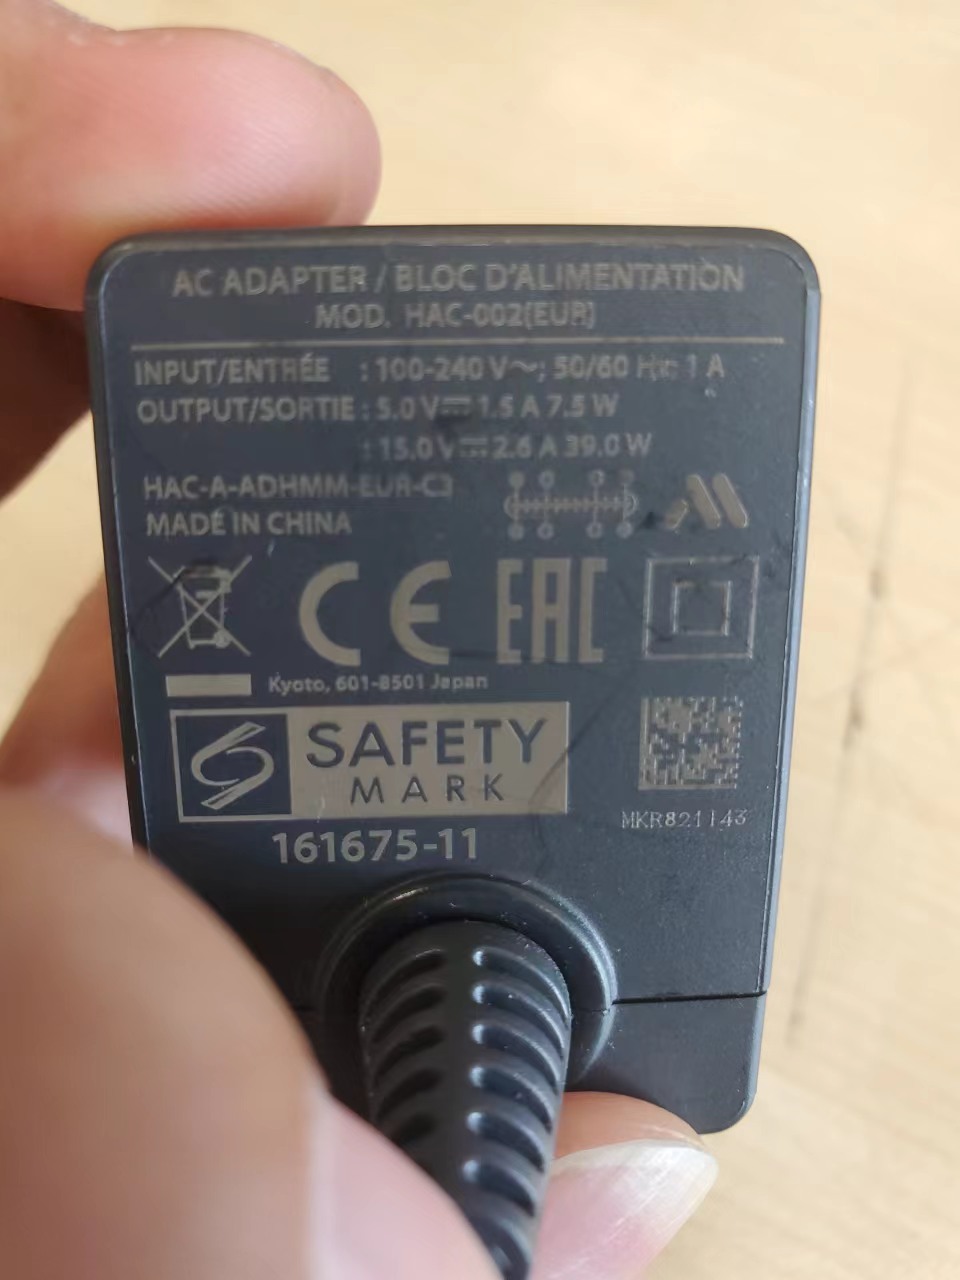 AC ADAPTER / BLOC D'ALIMENTATION
MOD. HAC-002(EUR)
INPUT/ENTRÉE : 100-240 V~; 50/60 Hz: 1 A
OUTPUT/SORTIE : 5.0 V⎓1.5 A 7.5 W
: 15.0 V⎓2.6 A 39.0 W
HAC-A-ADHMM-EUR-C3
MADE IN CHINA
CE EAC
Kyoto, 601-8501 Japan
SAFETY
MARK
MKR821143
161675-11